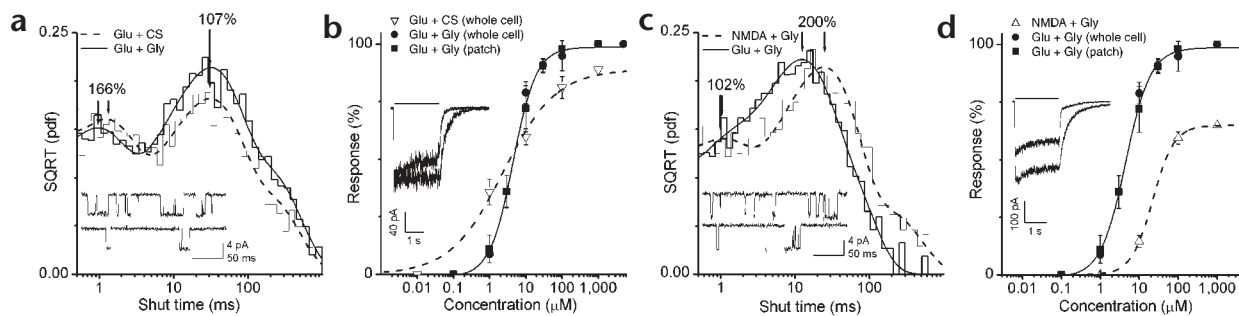 a
0.25
SQRT (pdf)
0.00
Glu + CS
Glu + Gly
107%
166%
4 pA
50 ms
1
10
100
Shut time (ms)
b
100
Response (%)
0
Glu + CS (whole cell)
Glu + Gly (whole cell)
Glu + Gly (patch)
40 pA
1 s
0.01 0.1 1 10 100 1,000
Concentration (μM)
c
0.25
SQRT (pdf)
0.00
NMDA + Gly
Glu + Gly
200%
102%
4 pA
50 ms
1
10
100
Shut time (ms)
d
100
Response (%)
0
NMDA + Gly
Glu + Gly (whole cell)
Glu + Gly (patch)
100 pA
1 s
0.01 0.1 1 10 100 1,000
Concentration (μM)